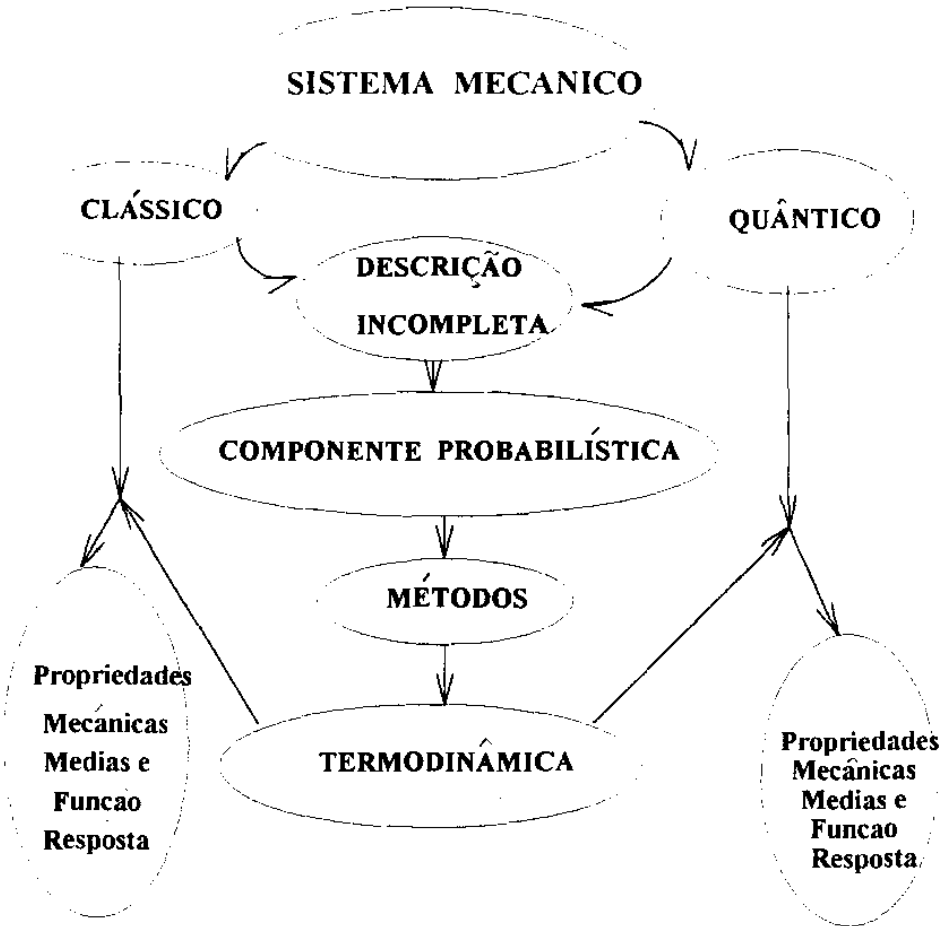 SISTEMA MECANICO
CLÁSSICO
QUÂNTICO
DESCRIÇÃO
INCOMPLETA
COMPONENTE PROBABILÍSTICA
MÉTODOS
TERMODINÂMICA
Propriedades
Mecánicas
Medias e
Funcao
Resposta
Propriedades
Mecânicas
Medias e
Funcao
Resposta